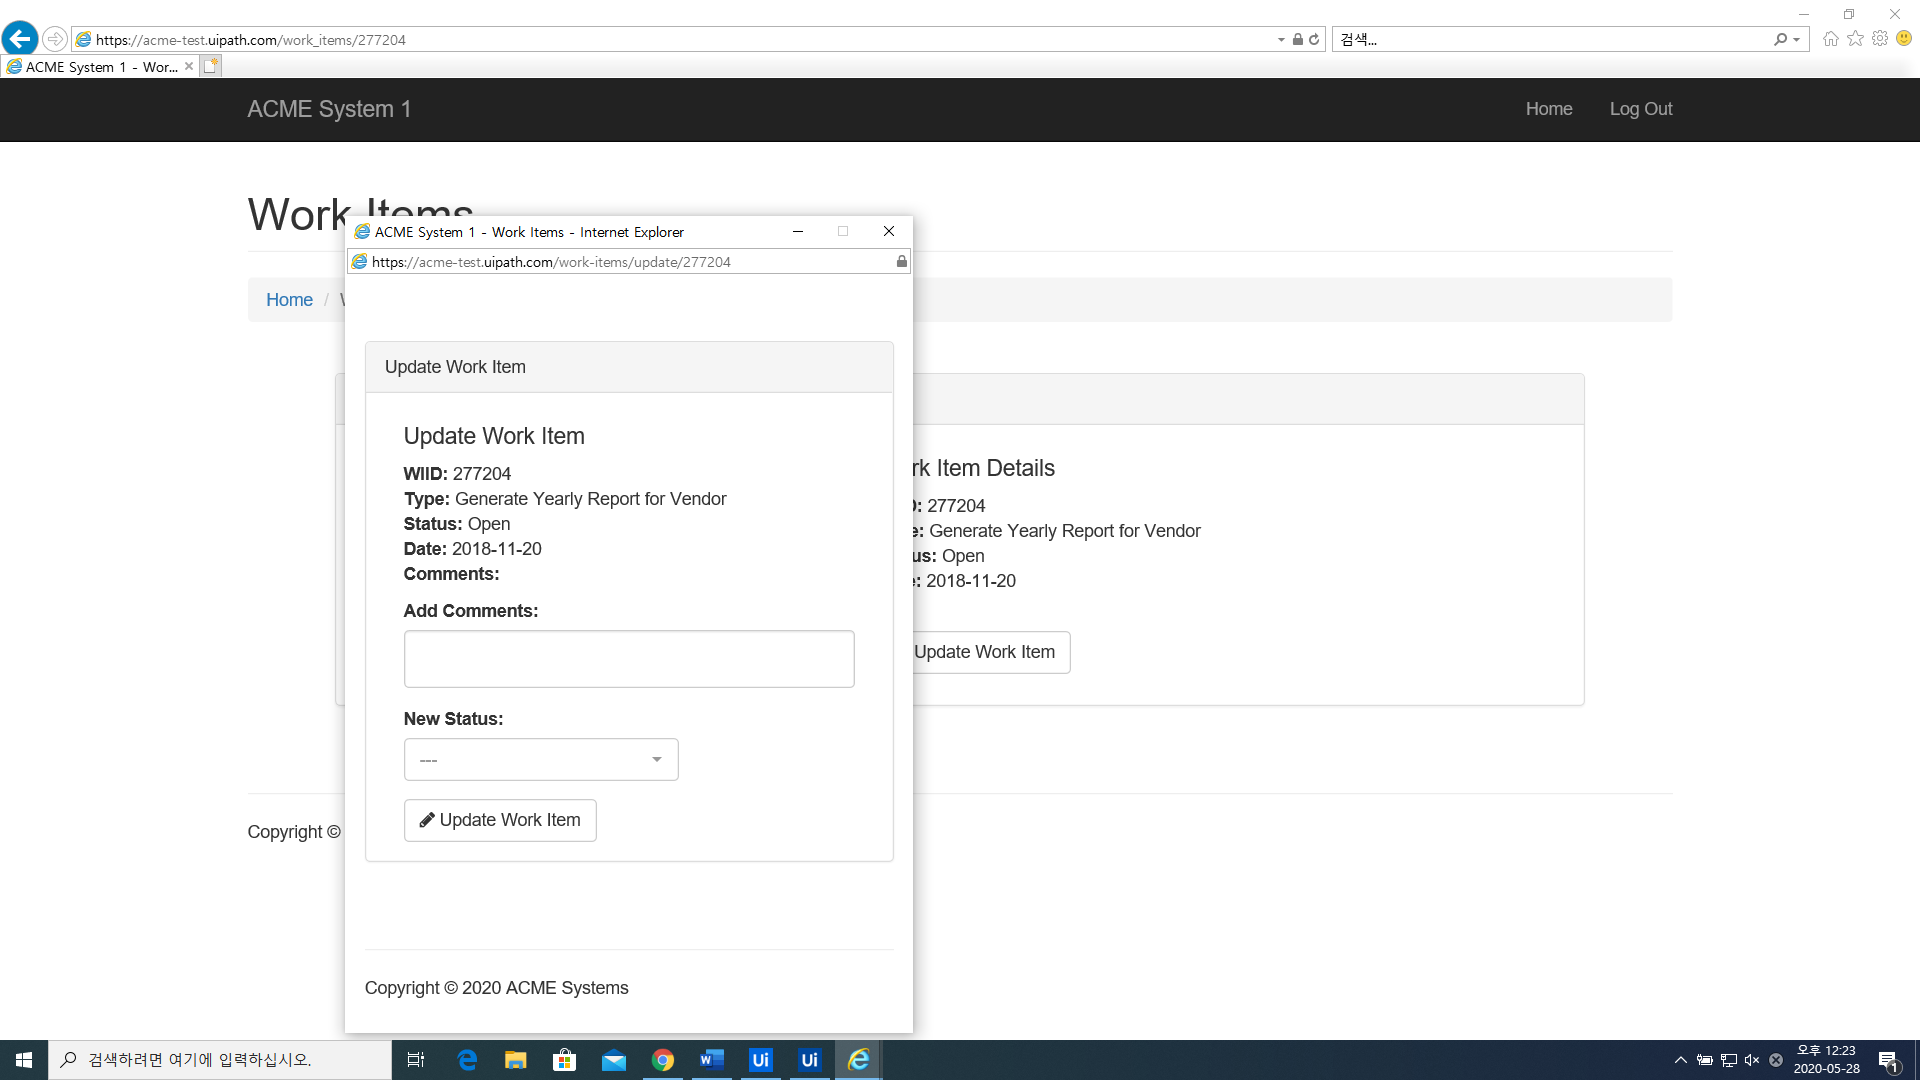 https://acme-test.uipath.com/work_items/277204
검색...
ACME System 1 - Wor...
ACME System 1
Home
Log Out
Work Items
Home /
ACME System 1 - Work Items - Internet Explorer
https://acme-test.uipath.com/work-items/update/277204
Update Work Item
Update Work Item
WIID: 277204
Type: Generate Yearly Report for Vendor
Status: Open
Date: 2018-11-20
Comments:
Add Comments:
New Status:
---
Update Work Item
Copyright © 2020 ACME Systems
rk Item Details
D: 277204
e: Generate Yearly Report for Vendor
us: Open
e: 2018-11-20
Update Work Item
Copyright ©
검색하려면 여기에 입력하십시오.
Ui
Ui
오후 12:23
2020-05-28
1